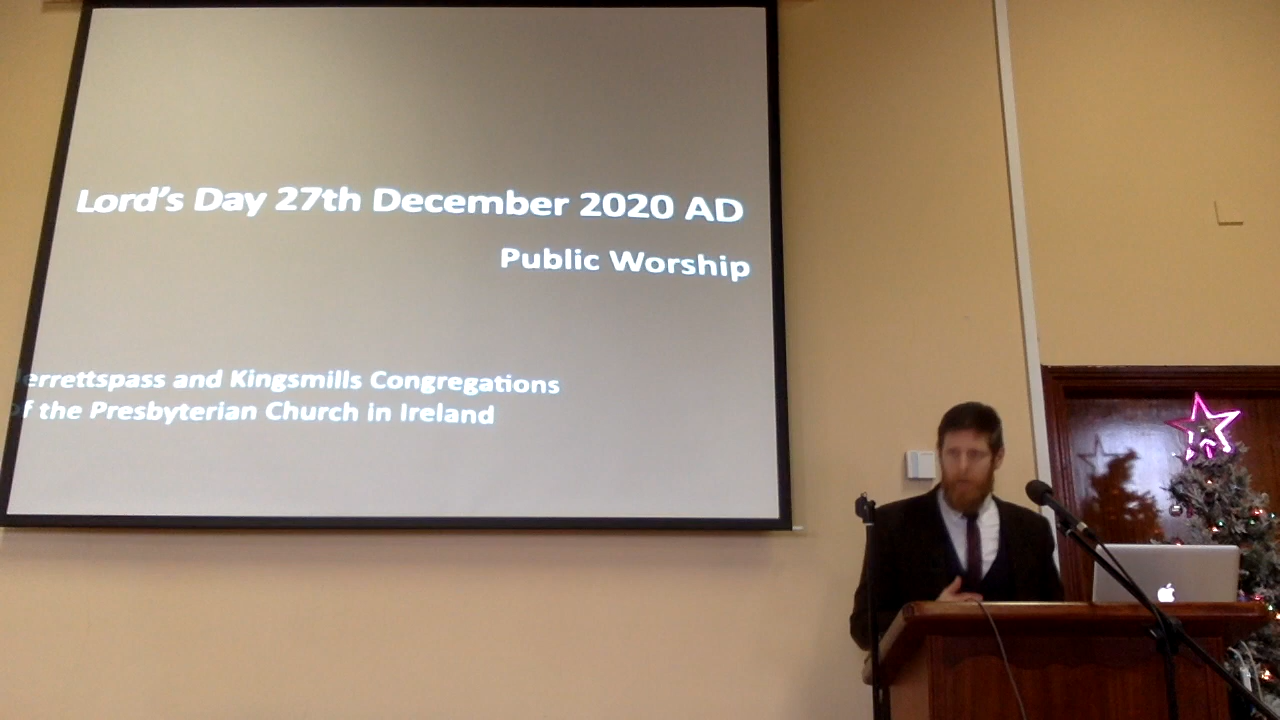 Lord's Day 27th December 2020 AD
Public Worship
errettspass and Kingsmills Congregations
f the Presbyterian Church in Ireland